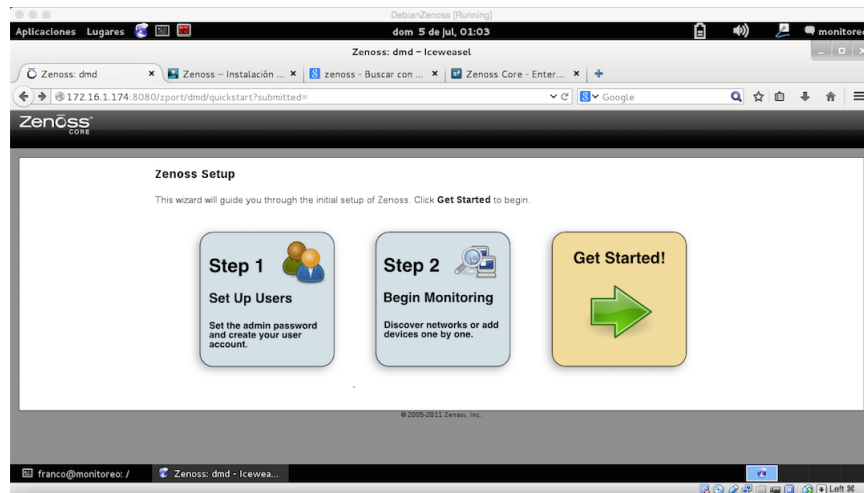 DebianZenoss [Running]
Aplicaciones Lugares dom 5 de jul, 01:03 monitoreo
Zenoss: dmd - Iceweasel
Zenoss: dmd × Zenoss – Instalación ... × zenoss - Buscar con ... × Zenoss Core - Enter... ×
172.16.1.174:8080/zport/dmd/quickstart?submitted= Google
Zenōss™
CORE
Zenoss Setup
This wizard will guide you through the initial setup of Zenoss. Click Get Started to begin.
Step 1
Set Up Users
Set the admin password
and create your user
account.
Step 2
Begin Monitoring
Discover networks or add
devices one by one.
Get Started!
© 2005-2011 Zenoss, Inc.
franco@monitoreo: / Zenoss: dmd - Icewea...
Left ⌘